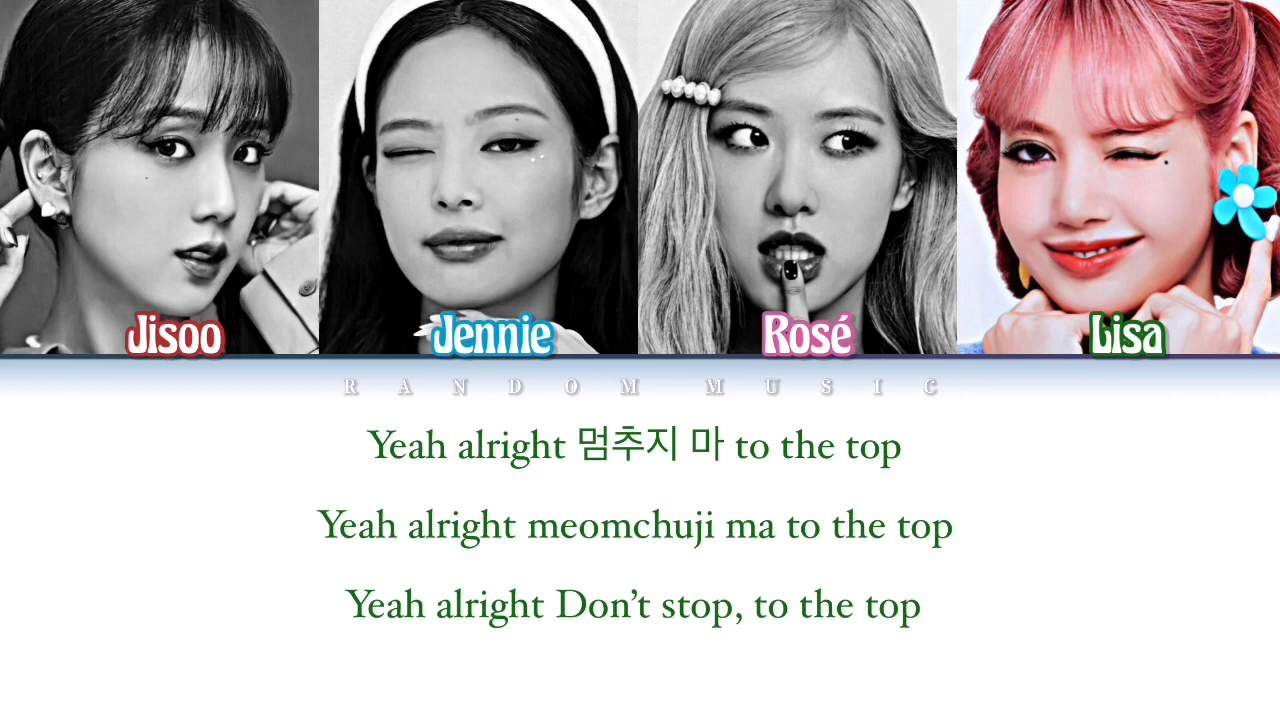 Jisoo Jennie Rosé Lisa
RANDOM MUSIC
Yeah alright 멈추지 마 to the top
Yeah alright meomchuji ma to the top
Yeah alright Don’t stop, to the top